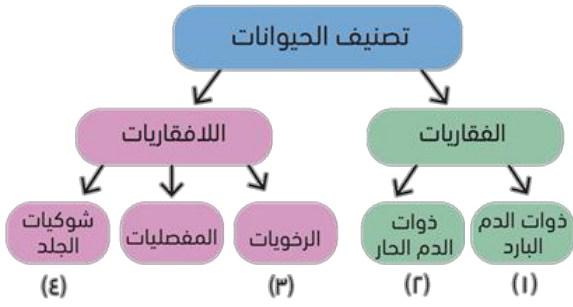 تصنيف الحيوانات
الفقاريات
اللافقاريات
ذوات الدم
البارد
ذوات
الدم الحار
الرخويات
المفصليات
شوكيات
الجلد
(١)
(٢)
(٣)
(٤)